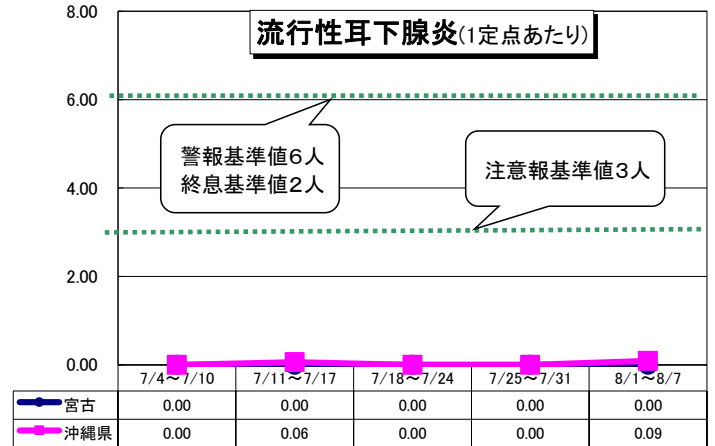 流行性耳下腺炎(1定点あたり)
8.00
6.00
4.00
2.00
0.00
警報基準値6人
終息基準値2人
注意報基準値3人
7/4～7/10 7/11～7/17 7/18～7/24 7/25～7/31 8/1～8/7
宮古 0.00 0.00 0.00 0.00 0.00
沖縄県 0.00 0.06 0.00 0.00 0.09